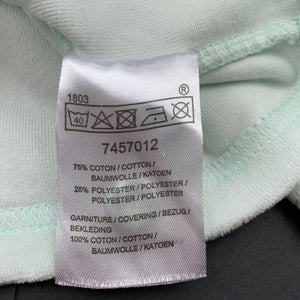 1803
®
40
7457012
75% COTON / COTTON /
BAUMWOLLE / KATOEN
25% POLYESTER / POLYESTER /
POLYESTER / POLYESTER
GARNITURE / COVERING / BEZUG /
BEKLEDING
100% COTON / COTTON /
BAUMWOLLE / KATOEN